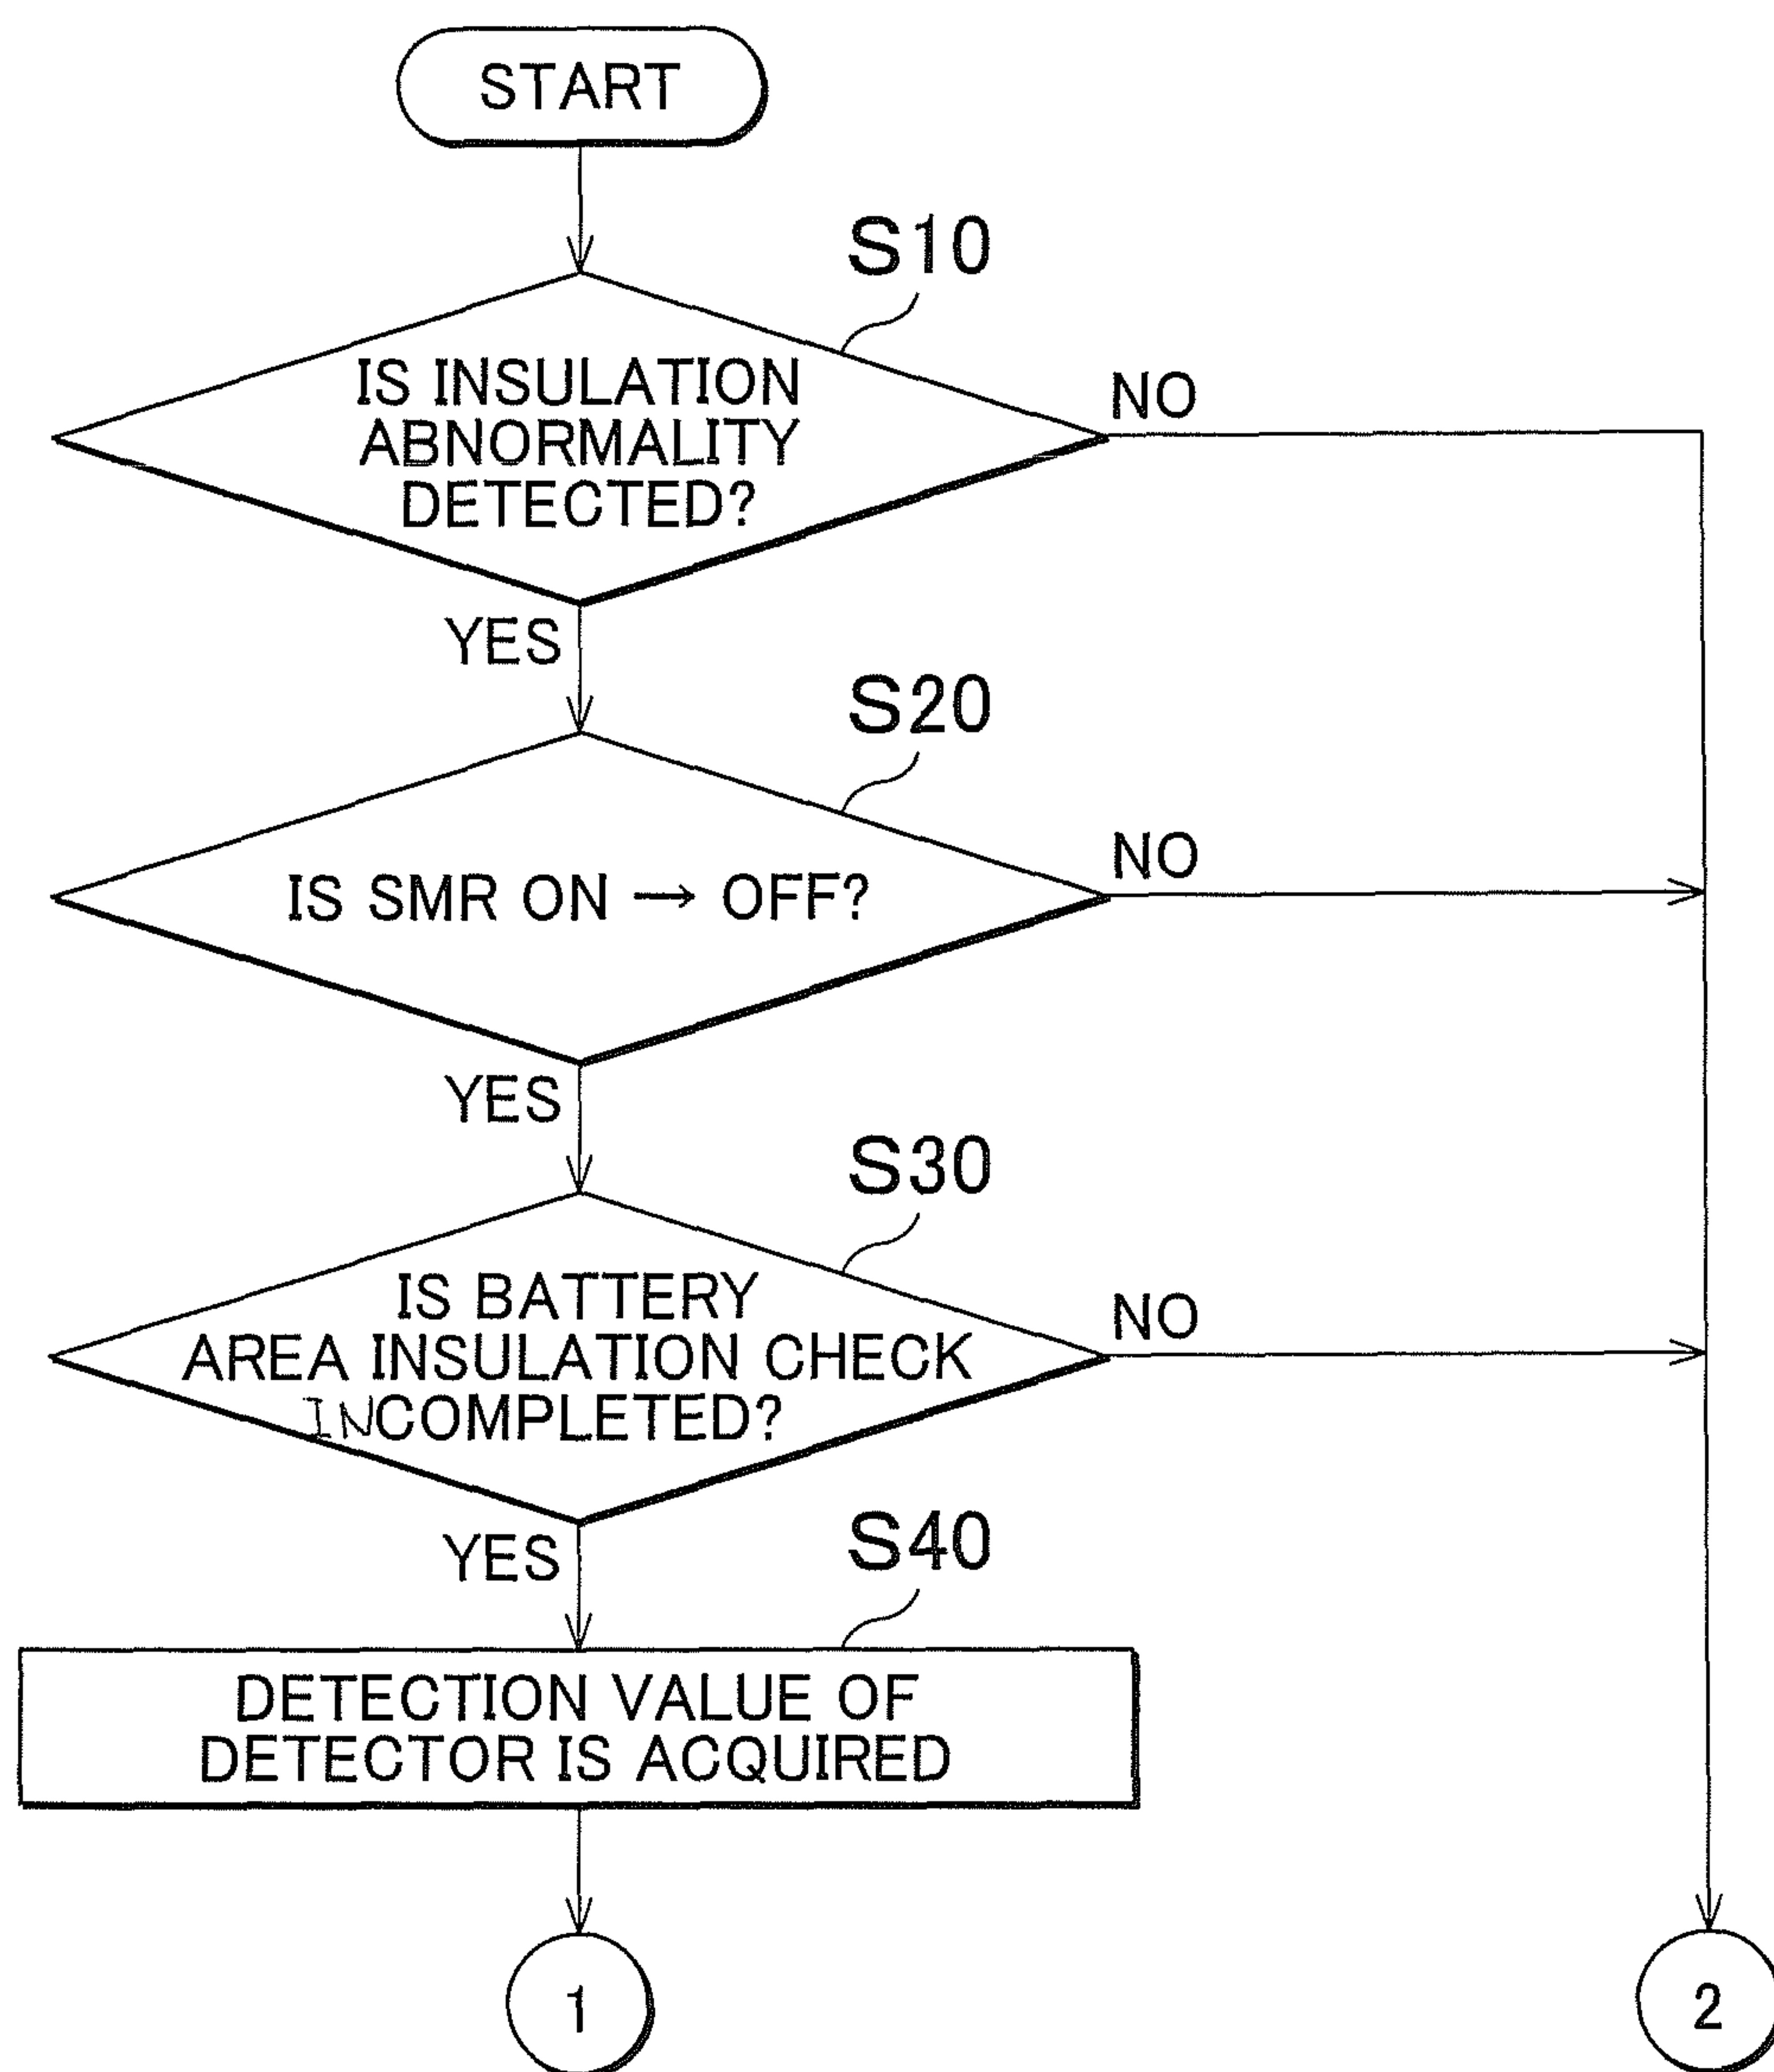 START
S10
IS INSULATION
ABNORMALITY
DETECTED?
NO
YES
S20
IS SMR ON → OFF?
NO
YES
S30
IS BATTERY
AREA INSULATION CHECK
INCOMPLETED?
NO
YES
S40
DETECTION VALUE OF
DETECTOR IS ACQUIRED
1
2